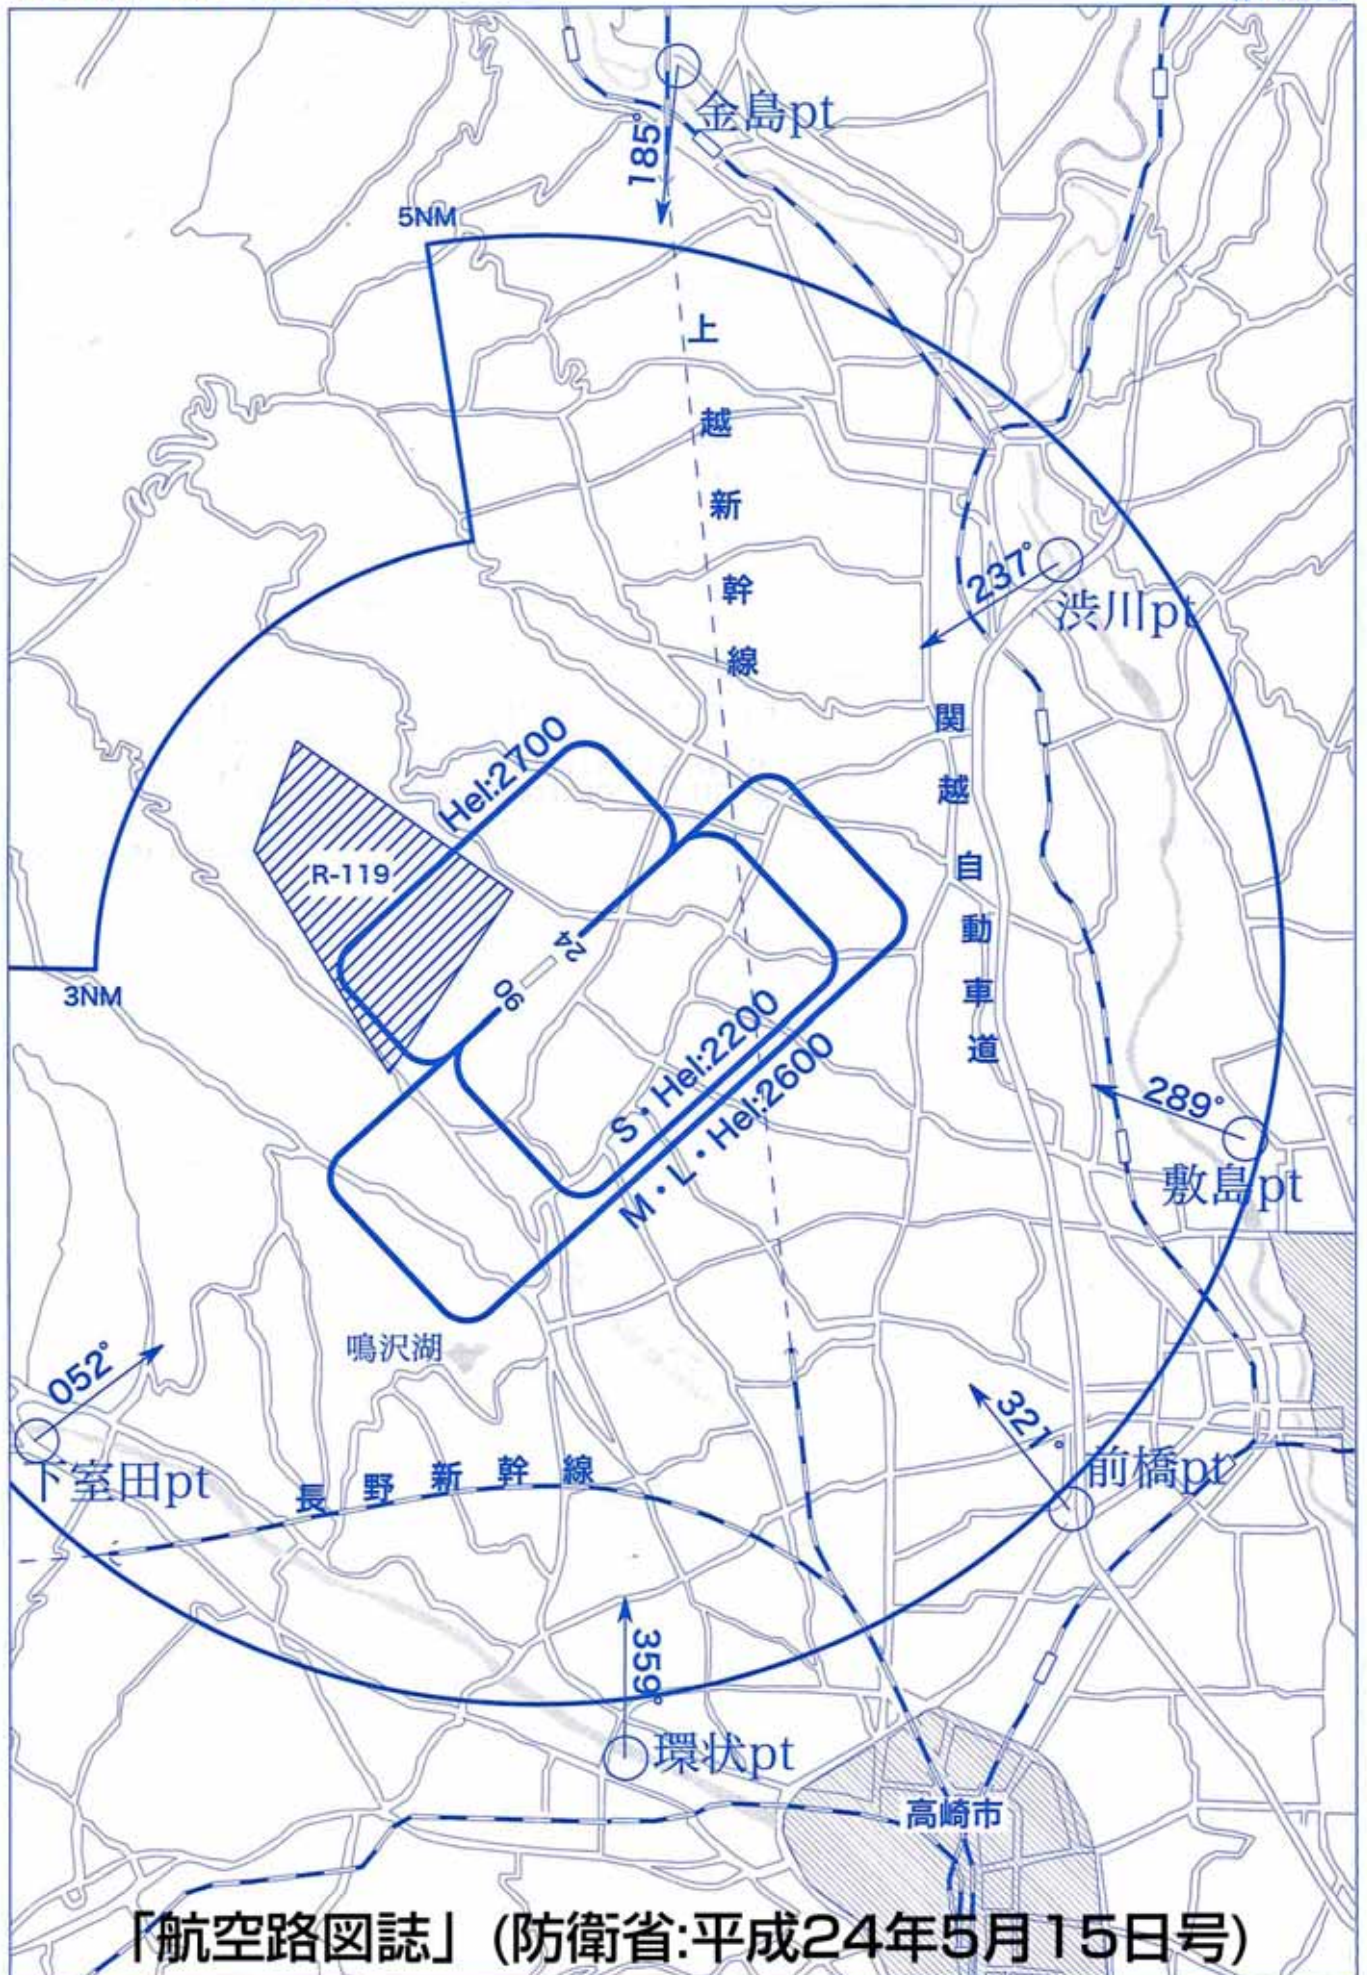 金島pt
185°
5NM
上越新幹線
237°
渋川pt
関越自動車道
Hel:2700
R-119
24
06
3NM
S・Hel:2200
M・L・Hel:2600
289°
敷島pt
鳴沢湖
052°
下室田pt
321°
前橋pt
長野新幹線
359°
環状pt
高崎市
「航空路図誌」(防衛省:平成24年5月15日号)